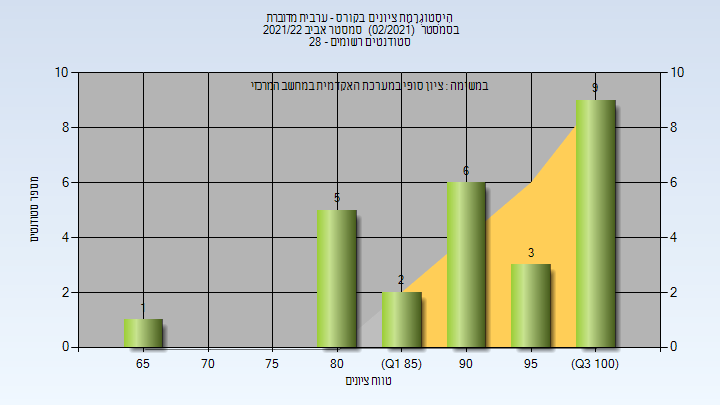 היסטוגרמת ציונים בקורס - ערבית מדוברת
בסמסטר (02/2021) סמסטר אביב 2021/22
סטודנטים רשומים - 28
במשימה : ציון סופי במערכת האקדמית במחשב המרכזי
10 10
8 8
6 6
4 4
2 2
0 0
מספר סטודנטים
1 5 2 6 3 9
65 70 75 80 (Q1 85) 90 95 (Q3 100)
טווח ציונים